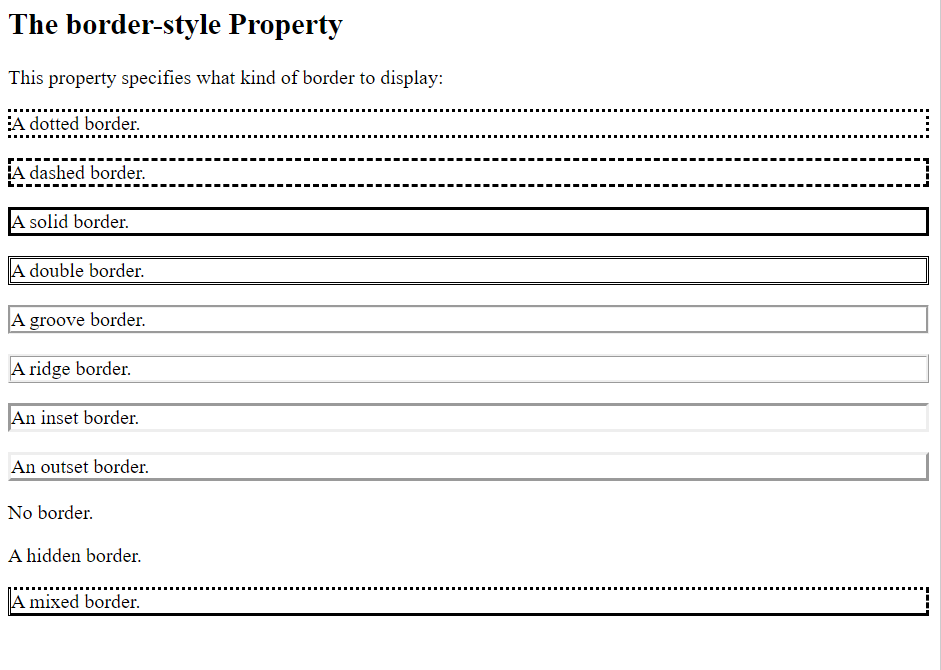 The border-style Property
This property specifies what kind of border to display:
A dotted border.
A dashed border.
A solid border.
A double border.
A groove border.
A ridge border.
An inset border.
An outset border.
No border.
A hidden border.
A mixed border.